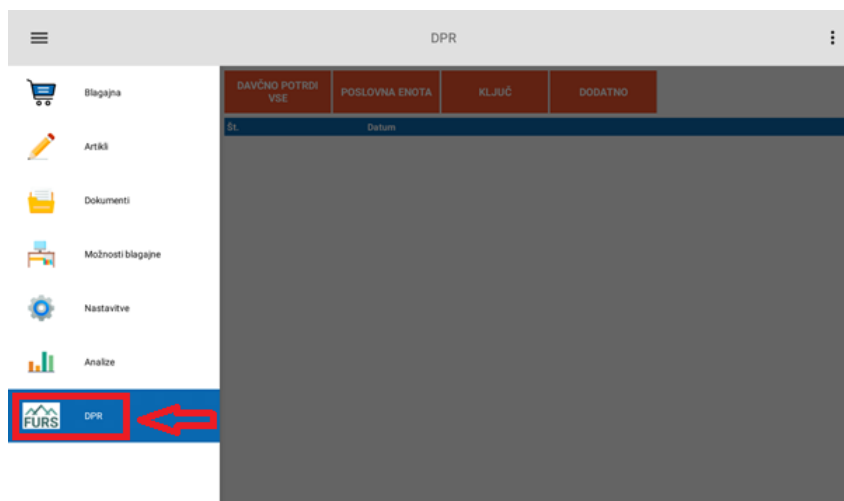 DPR
Blagajna
Artikli
Dokumenti
Možnosti blagajne
Nastavitve
Analize
FURS DPR
DAVČNO POTRDI
VSE
POSLOVNA ENOTA
KLJUČ
DODATNO
Št. Datum